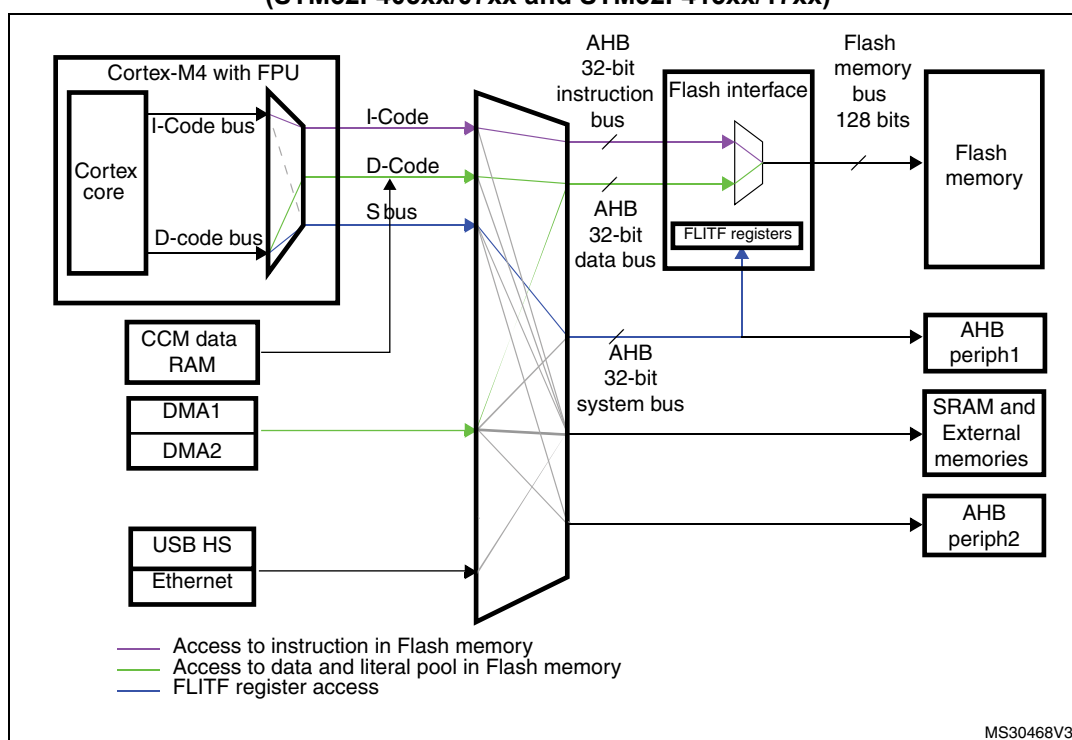 Cortex-M4 with FPU
I-Code bus
Cortex
core
D-code bus
I-Code
D-Code
S bus
CCM data
RAM
DMA1
DMA2
USB HS
Ethernet
AHB
32-bit
instruction
bus
AHB
32-bit
data bus
AHB
32-bit
system bus
Flash interface
FLITF registers
Flash
memory
bus
128 bits
Flash
memory
AHB
periph1
SRAM and
External
memories
AHB
periph2
Access to instruction in Flash memory
Access to data and literal pool in Flash memory
FLITF register access
MS30468V3